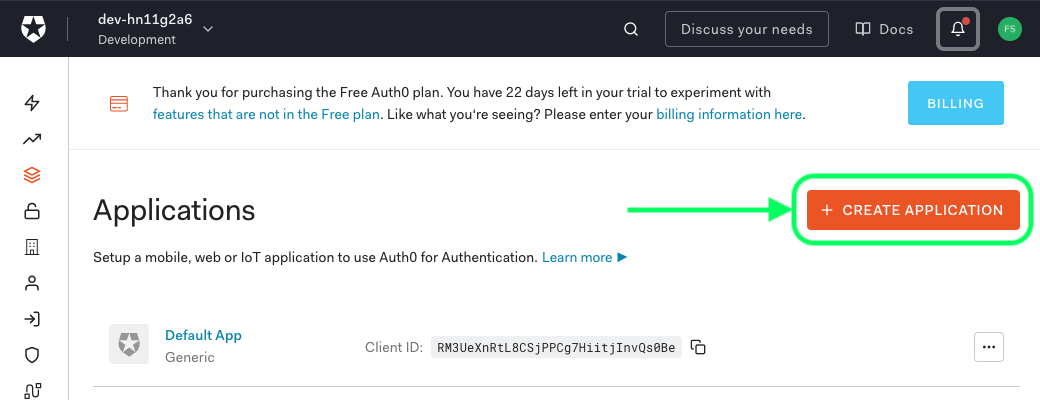 dev-hn11g2a6
Development
Discuss your needs
Docs
FS
Thank you for purchasing the Free Auth0 plan. You have 22 days left in your trial to experiment with
features that are not in the Free plan. Like what you're seeing? Please enter your billing information here.
BILLING
Applications
+ CREATE APPLICATION
Setup a mobile, web or IoT application to use Auth0 for Authentication. Learn more ▶
Default App
Generic
Client ID: RM3UeXnRtL8CSjPPCg7HiitjInvQs0Be
...